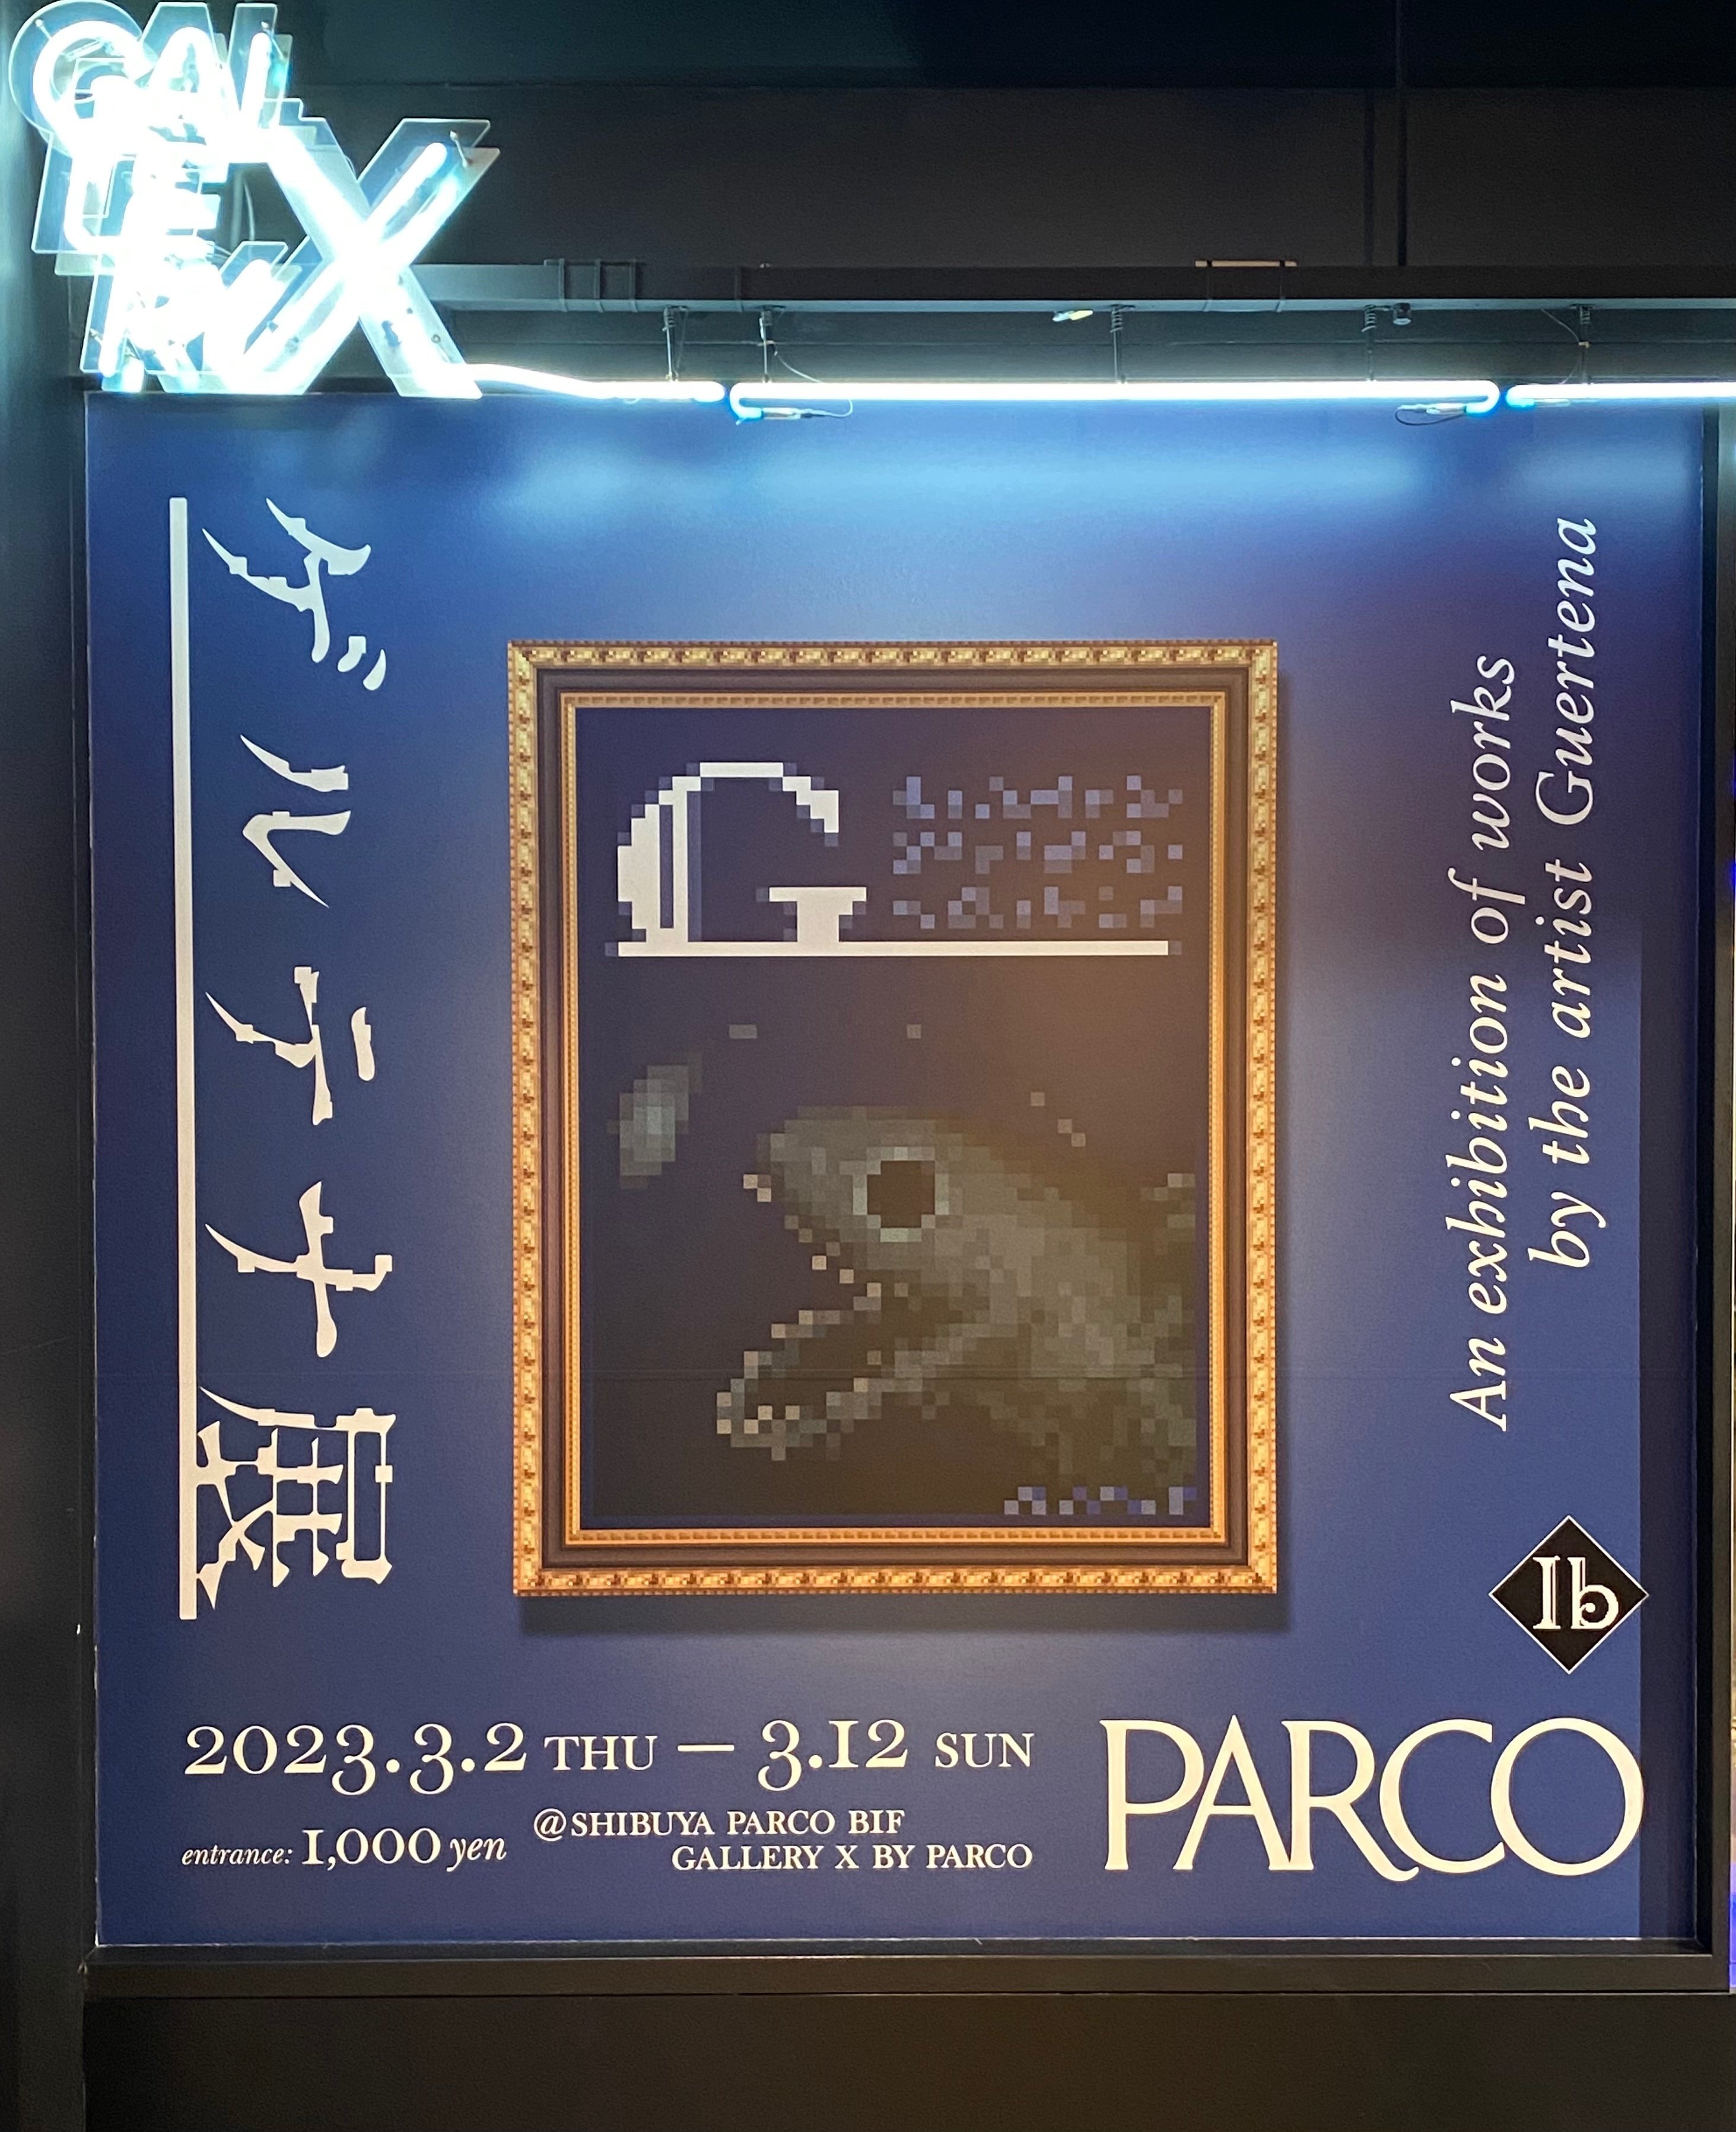 GALLERY X
ゲルテナ展
G
An exhibition of works
by the artist Guertena
Ib
2023.3.2 THU — 3.12 SUN
entrance: 1,000 yen
@SHIBUYA PARCO B1F
GALLERY X BY PARCO
PARCO